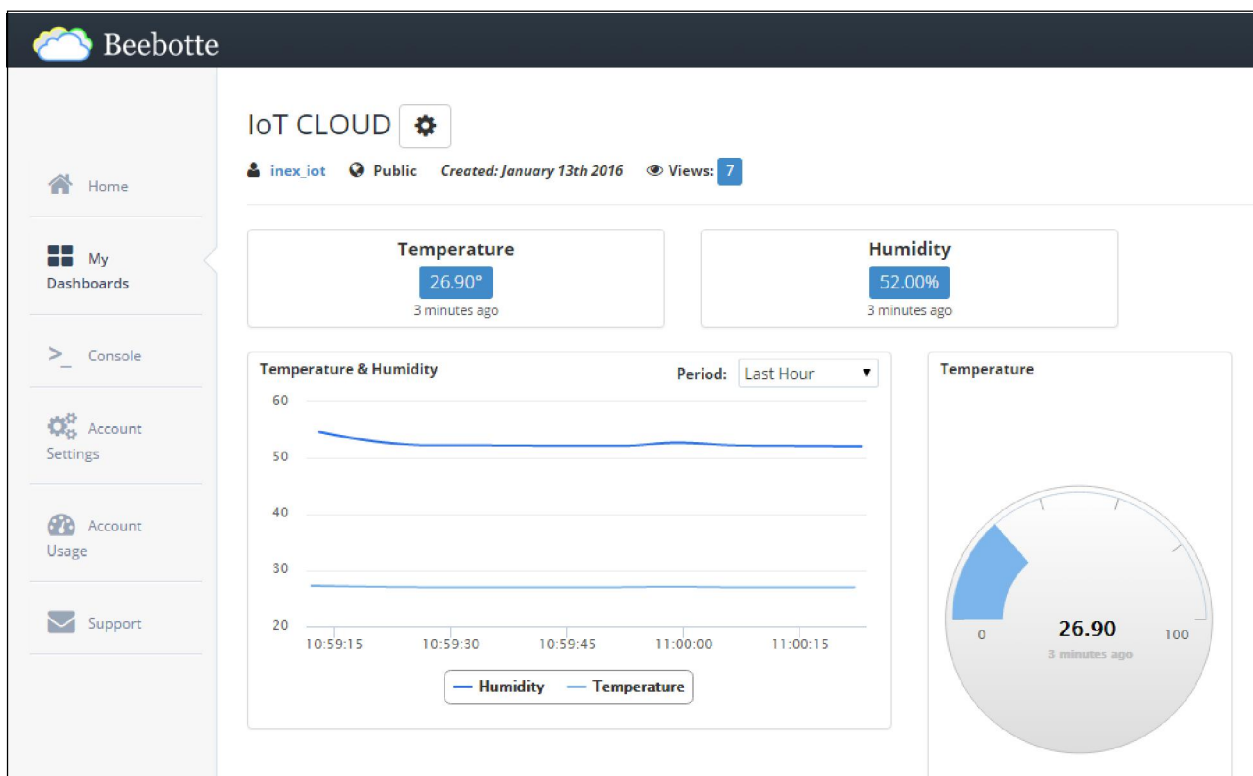 Beebotte
IoT CLOUD
inex_iot Public Created: January 13th 2016 Views: 7
Home
My
Dashboards
>_ Console
Account
Settings
Account
Usage
Support
Temperature
26.90°
3 minutes ago
Humidity
52.00%
3 minutes ago
Temperature & Humidity
Period: Last Hour
60
50
40
30
20
10:59:15 10:59:30 10:59:45 11:00:00 11:00:15
Humidity Temperature
Temperature
0 26.90 100
3 minutes ago